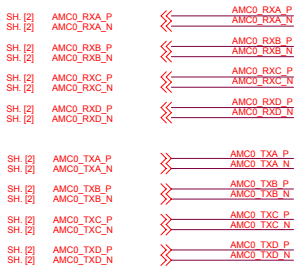 SH. [2] AMC0_RXA_P AMC0_RXA_P
SH. [2] AMC0_RXA_N AMC0_RXA_N
SH. [2] AMC0_RXB_P AMC0_RXB_P
SH. [2] AMC0_RXB_N AMC0_RXB_N
SH. [2] AMC0_RXC_P AMC0_RXC_P
SH. [2] AMC0_RXC_N AMC0_RXC_N
SH. [2] AMC0_RXD_P AMC0_RXD_P
SH. [2] AMC0_RXD_N AMC0_RXD_N
SH. [2] AMC0_TXA_P AMC0_TXA_P
SH. [2] AMC0_TXA_N AMC0_TXA_N
SH. [2] AMC0_TXB_P AMC0_TXB_P
SH. [2] AMC0_TXB_N AMC0_TXB_N
SH. [2] AMC0_TXC_P AMC0_TXC_P
SH. [2] AMC0_TXC_N AMC0_TXC_N
SH. [2] AMC0_TXD_P AMC0_TXD_P
SH. [2] AMC0_TXD_N AMC0_TXD_N